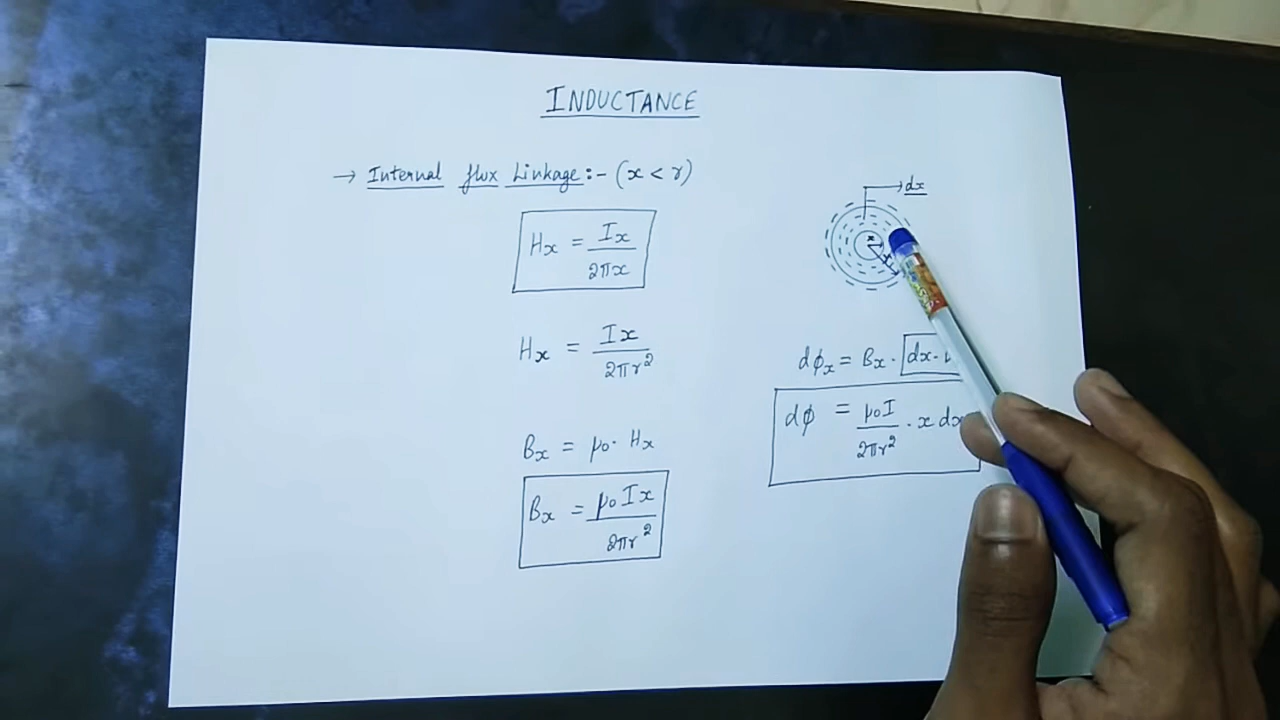 INDUCTANCE
→ Internal flux Linkage:- (x < r)
Hx = Ix / 2πx
Hx = Ix / 2πr²
Bx = μ0 · Hx
Bx = μ0Ix / 2πr²
dx
x
dϕx = Bx · dx ·
dϕ = μ0I / 2πr² · x dx